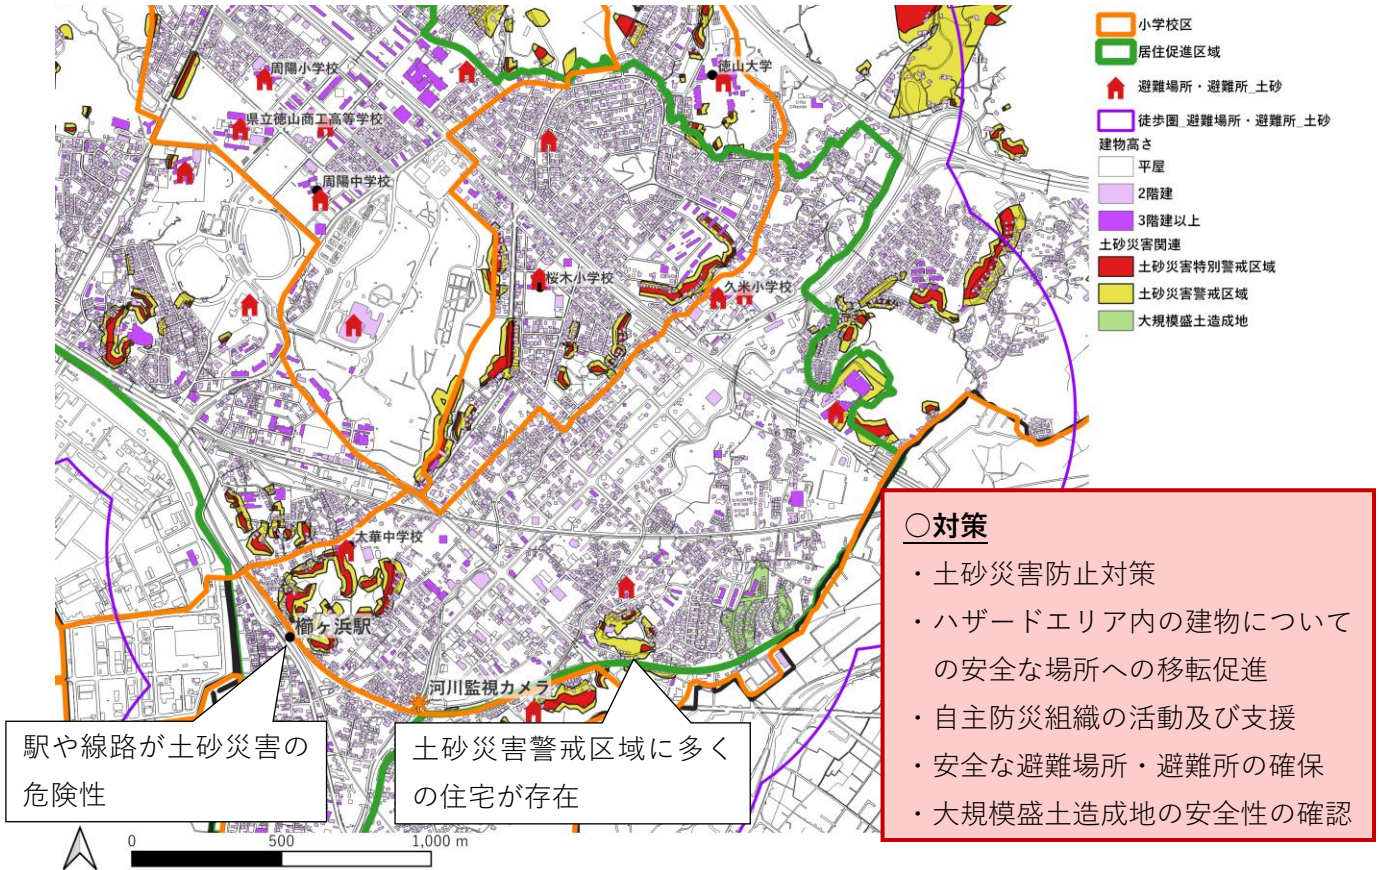 小学校区
居住促進区域
避難場所・避難所_土砂
徒歩圏_避難場所・避難所_土砂
建物高さ
平屋
2階建
3階建以上
土砂災害関連
土砂災害特別警戒区域
土砂災害警戒区域
大規模盛土造成地
周陽小学校
徳山大学
県立徳山商工高等学校
周陽中学校
桜木小学校
久米小学校
太華中学校
櫛ヶ浜駅
河川監視カメラ
駅や線路が土砂災害の
危険性
土砂災害警戒区域に多く
の住宅が存在
○対策
・土砂災害防止対策
・ハザードエリア内の建物について
の安全な場所への移転促進
・自主防災組織の活動及び支援
・安全な避難場所・避難所の確保
・大規模盛土造成地の安全性の確認
0 500 1,000 m